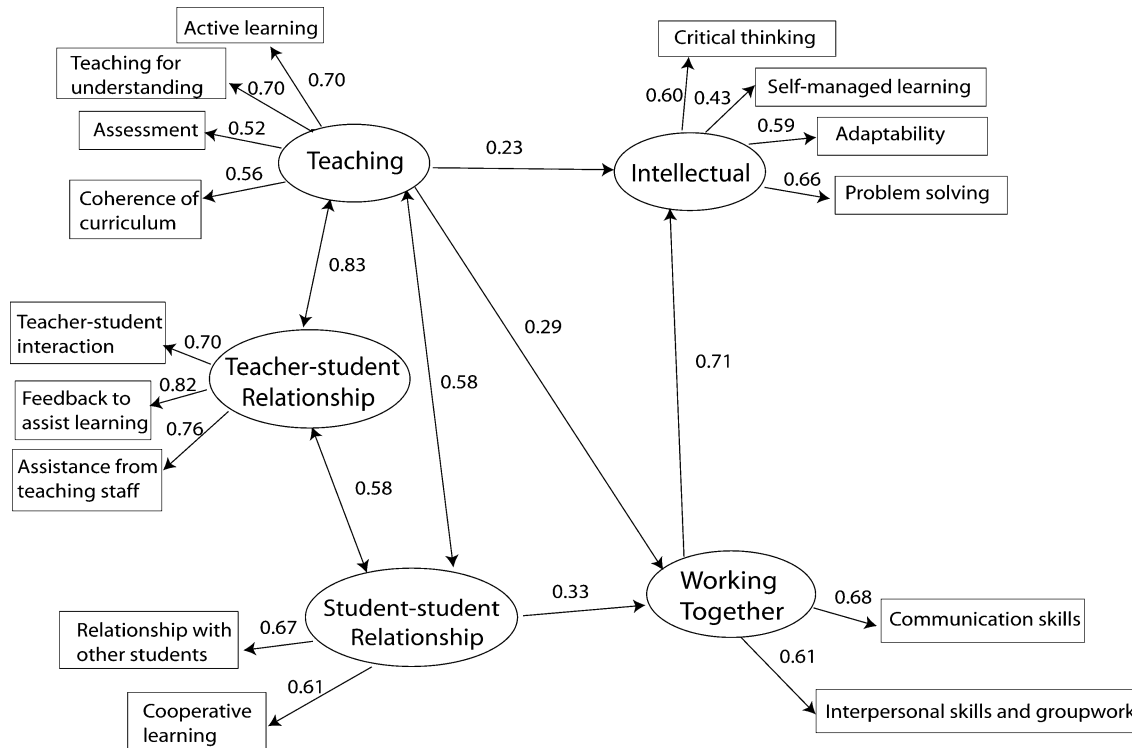 Active learning
Critical thinking
Teaching for
understanding
0.70
0.70
0.60
0.43
Self-managed learning
Assessment
0.52
0.59
Adaptability
Teaching
0.23
Intellectual
0.56
0.66
Problem solving
Coherence of
curriculum
0.83
Teacher-student
interaction
0.70
0.29
Teacher-student
Relationship
0.71
0.58
0.82
Feedback to
assist learning
0.76
Assistance from
teaching staff
0.58
Working
Together
0.33
0.68
Student-student
Relationship
Communication skills
Relationship with
other students
0.67
0.61
0.61
Cooperative
learning
Interpersonal skills and groupwork